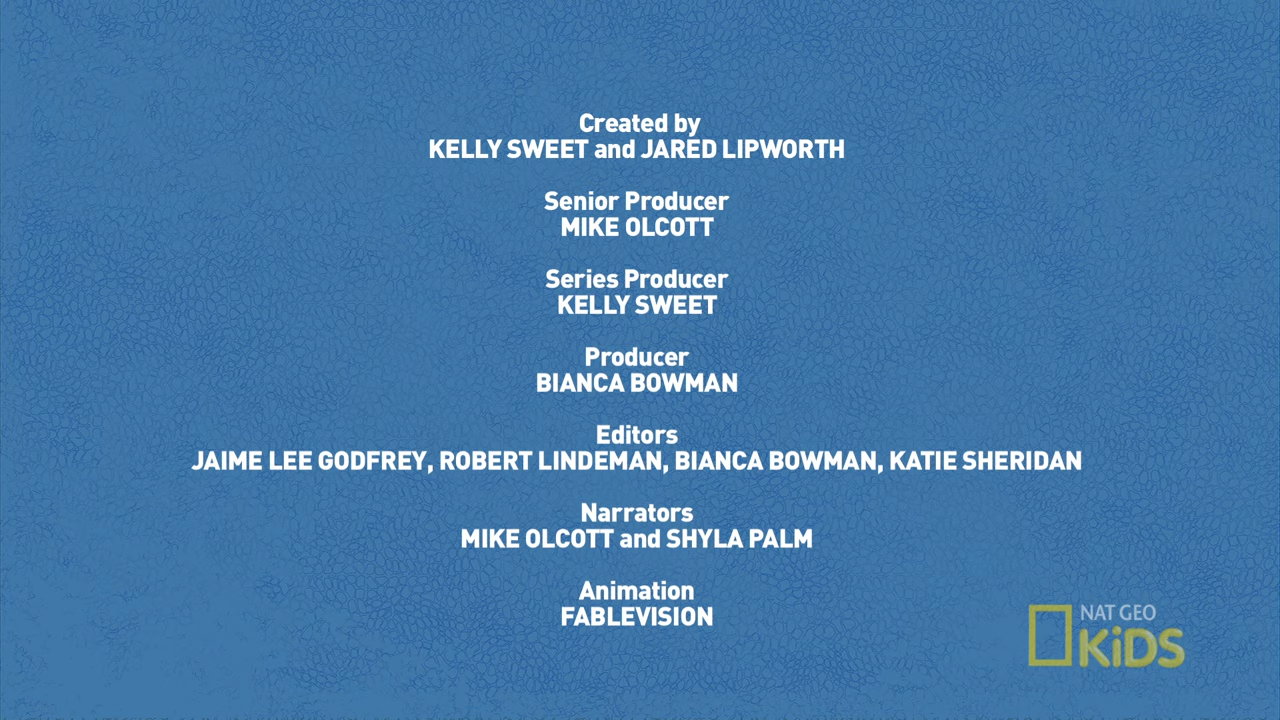 Created by
KELLY SWEET and JARED LIPWORTH
Senior Producer
MIKE OLCOTT
Series Producer
KELLY SWEET
Producer
BIANCA BOWMAN
Editors
JAIME LEE GODFREY, ROBERT LINDEMAN, BIANCA BOWMAN, KATIE SHERIDAN
Narrators
MIKE OLCOTT and SHYLA PALM
Animation
FABLEVISION
NAT GEO
KiDS